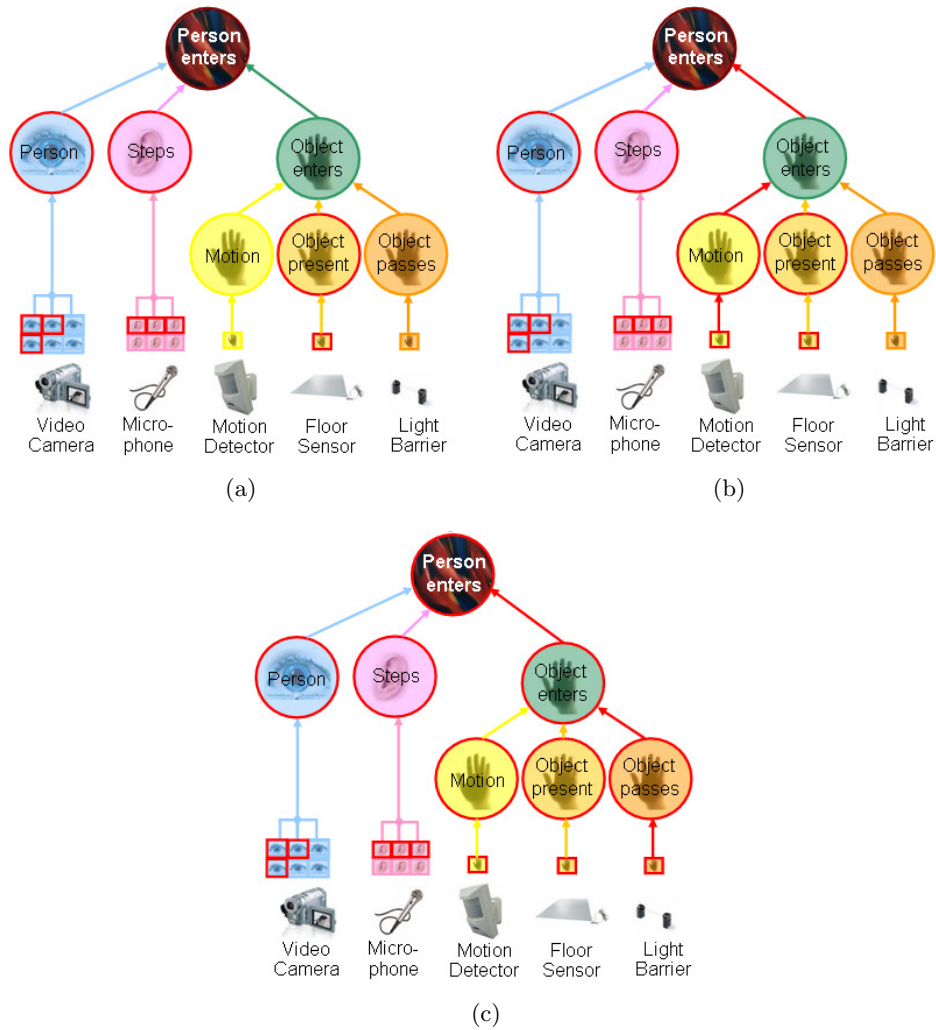 Person
enters
Person
Steps
Object
enters
Motion
Object
present
Object
passes
Video
Camera
Micro-
phone
Motion
Detector
Floor
Sensor
Light
Barrier
(a)
Person
enters
Person
Steps
Object
enters
Motion
Object
present
Object
passes
Video
Camera
Micro-
phone
Motion
Detector
Floor
Sensor
Light
Barrier
(b)
Person
enters
Person
Steps
Object
enters
Motion
Object
present
Object
passes
Video
Camera
Micro-
phone
Motion
Detector
Floor
Sensor
Light
Barrier
(c)